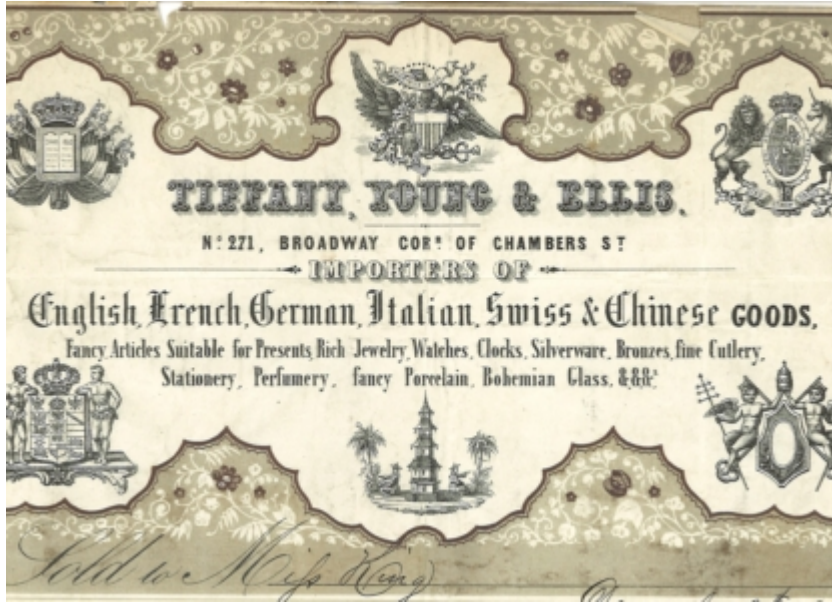 TIFFANY, YOUNG & ELLIS.
Nº 271, BROADWAY CORR OF CHAMBERS ST
IMPORTERS OF
English, French, German, Italian, Swiss & Chinese GOODS,
Fancy Articles Suitable for Presents, Rich Jewelry, Watches, Clocks, Silverware, Bronzes, fine Cutlery,
Stationery, Perfumery, fancy Porcelain, Bohemian Glass, &&&c
Sold to Miss King